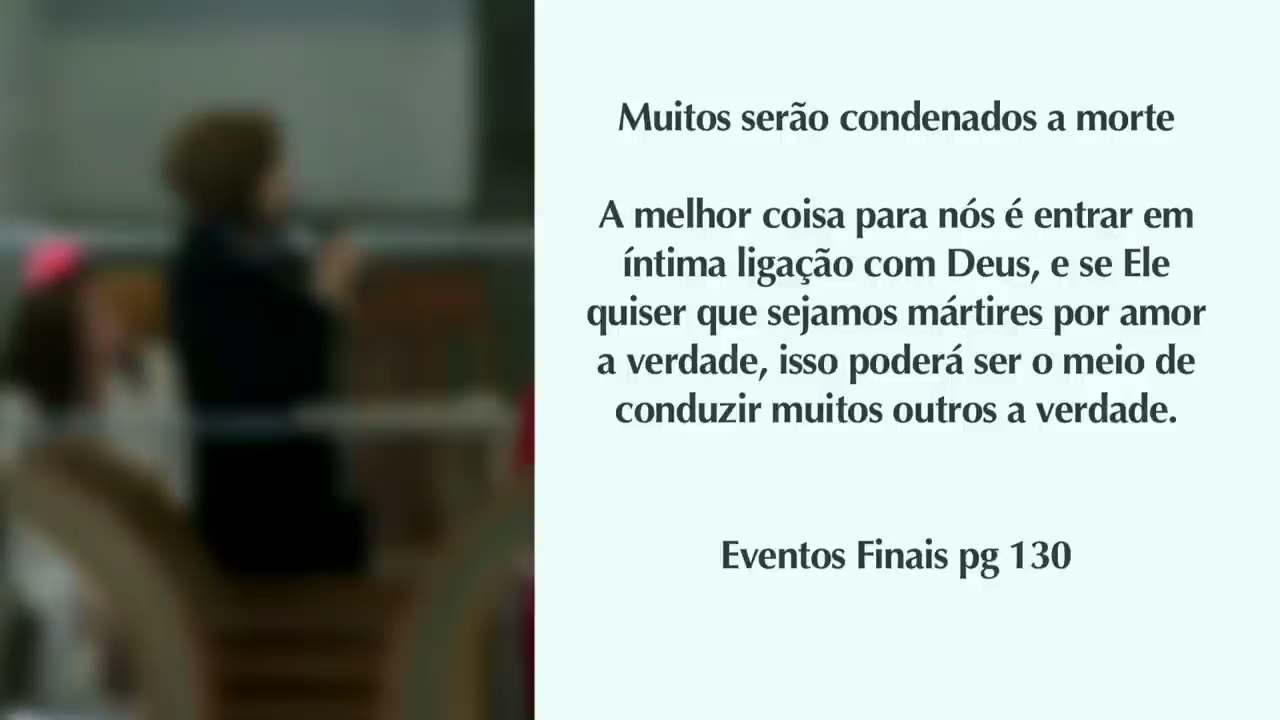 Muitos serão condenados a morte
A melhor coisa para nós é entrar em
íntima ligação com Deus, e se Ele
quiser que sejamos mártires por amor
a verdade, isso poderá ser o meio de
conduzir muitos outros a verdade.
Eventos Finais pg 130